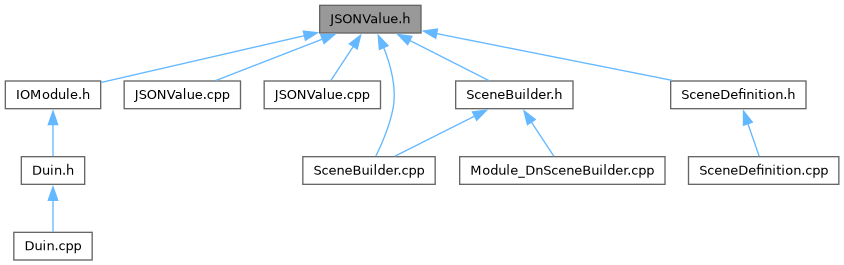 JSONValue.h
IOModule.h
JSONValue.cpp
JSONValue.cpp
SceneBuilder.h
SceneDefinition.h
Duin.h
SceneBuilder.cpp
Module_DnSceneBuilder.cpp
SceneDefinition.cpp
Duin.cpp